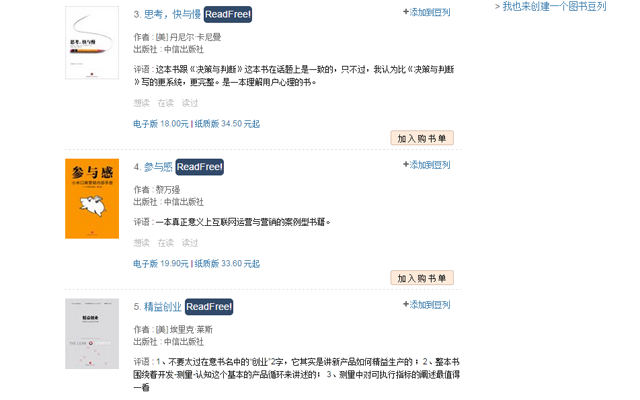 3. 思考，快与慢 ReadFree!
+添加到豆列
> 我也来创建一个图书豆列
思考，快与慢
作者 : [美] 丹尼尔·卡尼曼
出版社 : 中信出版社
评语 : 这本书跟《决策与判断》这本书在话题上是一致的，只不过，我认为比《决策与判断
》写的更系统，更完整。是一本理解用户心理的书。
想读 在读 读过
电子版 18.00元 | 纸质版 34.50 元起
加入购书单
4. 参与感 ReadFree!
+添加到豆列
参与感
小米口碑营销内部手册
作者 : 黎万强
出版社 : 中信出版社
评语 : 一本真正意义上互联网运营与营销的案例型书籍。
想读 在读 读过
电子版 19.90元 | 纸质版 33.60 元起
加入购书单
5. 精益创业 ReadFree!
+添加到豆列
精益创业
作者 : [美] 埃里克·莱斯
出版社 : 中信出版社
评语 : 1、不要太过在意书名中的“创业”2字，它其实是讲新产品如何精益生产的； 2、整本书
围绕着开发-测量-认知这个基本的产品循环来讲述的； 3、测量中对可执行指标的阐述最值得
一看